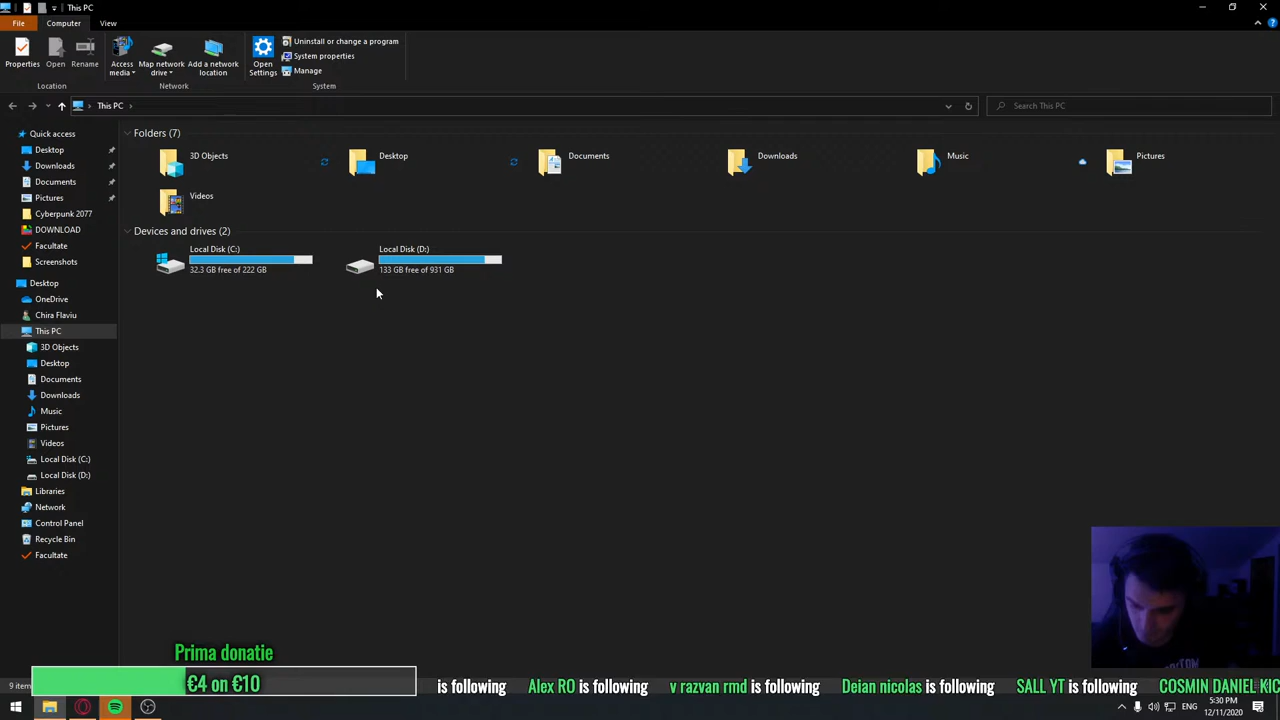 This PC
File
Computer
View
Properties
Open
Rename
Access media
Map network drive
Add a network location
Open Settings
Uninstall or change a program
System properties
Manage
Location
Network
System
This PC
Search This PC
Quick access
Desktop
Downloads
Documents
Pictures
Cyberpunk 2077
DOWNLOAD
Facultate
Screenshots
Desktop
OneDrive
Chira Flaviu
This PC
3D Objects
Desktop
Documents
Downloads
Music
Pictures
Videos
Local Disk (C:)
Local Disk (D:)
Libraries
Network
Control Panel
Recycle Bin
Facultate
Folders (7)
3D Objects
Desktop
Documents
Downloads
Music
Pictures
Videos
Devices and drives (2)
Local Disk (C:)
32.3 GB free of 222 GB
Local Disk (D:)
133 GB free of 931 GB
9 item
Prima donatie
€4 on €10
is following Alex RO is following v razvan rmd is following Deian nicolas is following SALL YT is following COSMIN DANIEL KIC
ENG
5:30 PM
12/11/2020